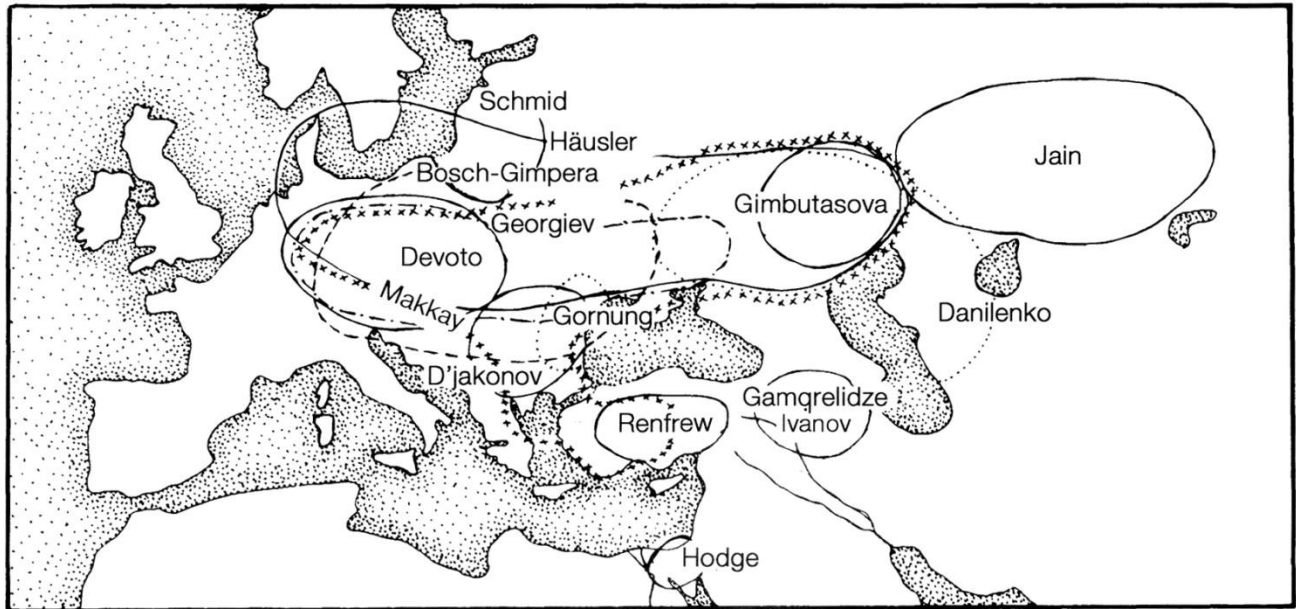 Schmid
Häusler
Bosch-Gimpera
Georgiev
Devoto
Makkay
Gornung
D'jakonov
Gimbutasova
Jain
Danilenko
Renfrew
Gamqrelidze
Ivanov
Hodge